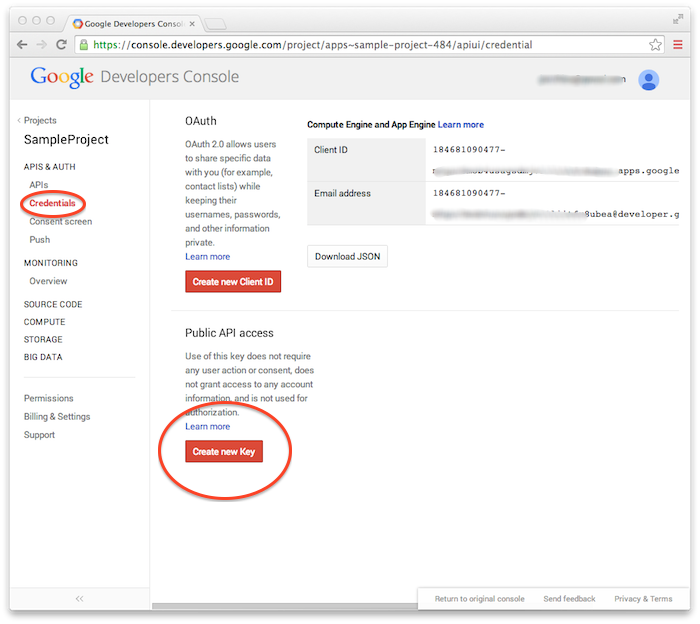 Google Developers Conso
https://console.developers.google.com/project/apps~sample-project-484/apiui/credential
Google Developers Console
Projects
SampleProject
APIS & AUTH
APIs
Credentials
Consent screen
Push
MONITORING
Overview
SOURCE CODE
COMPUTE
STORAGE
BIG DATA
Permissions
Billing & Settings
Support
OAuth
OAuth 2.0 allows users
to share specific data
with you (for example,
contact lists) while
keeping their
usernames, passwords,
and other information
private.
Learn more
Create new Client ID
Compute Engine and App Engine Learn more
Client ID
184681090477-
apps.google
Email address
184681090477-
8ubea@developer.g
Download JSON
Public API access
Use of this key does not require
any user action or consent, does
not grant access to any account
information, and is not used for
authorization.
Learn more
Create new Key
Return to original console
Send feedback
Privacy & Terms